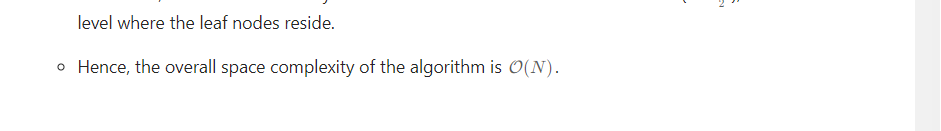 level where the leaf nodes reside.
Hence, the overall space complexity of the algorithm is O(N).